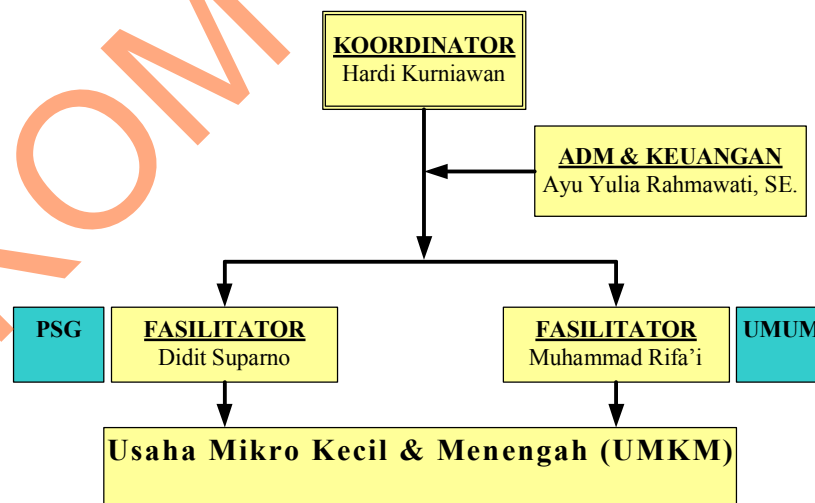 KOORDINATOR
Hardi Kurniawan
ADM & KEUANGAN
Ayu Yulia Rahmawati, SE.
PSG
FASILITATOR
Didit Suparno
FASILITATOR
Muhammad Rifa'i
UMUM
Usaha Mikro Kecil & Menengah (UMKM)
KOM